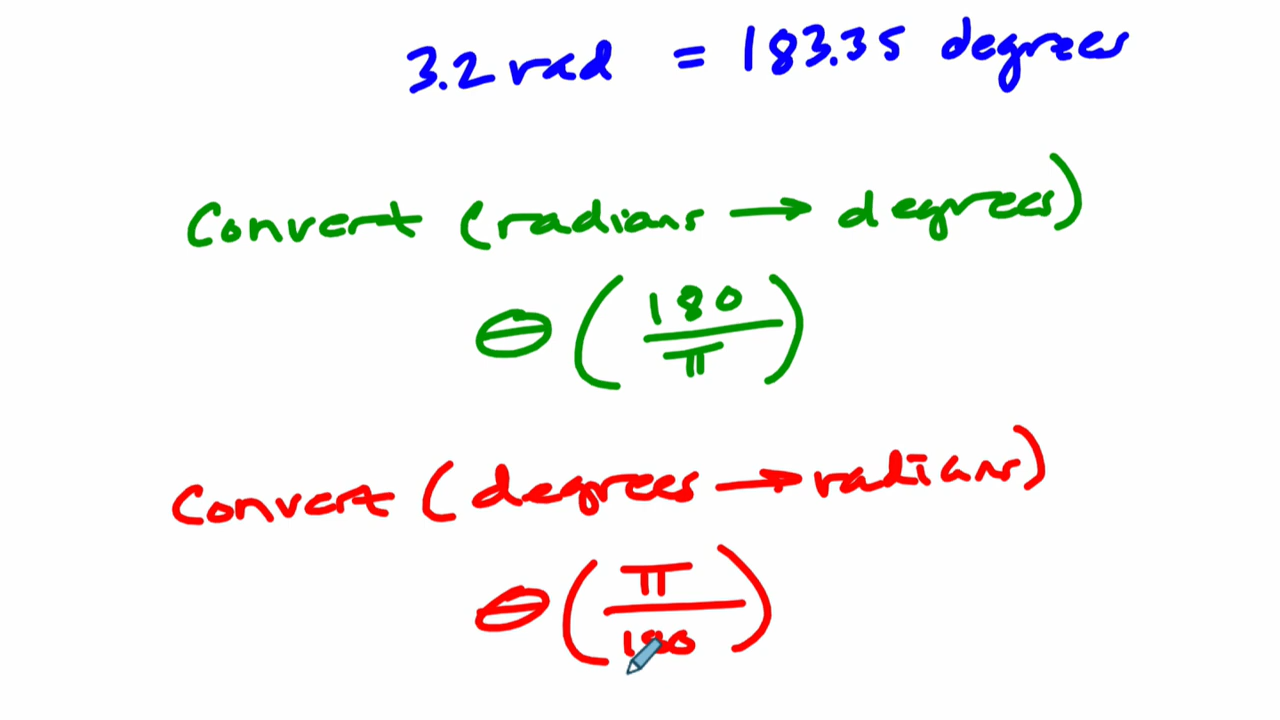 3.2 rad = 183.35 degrees
Convert (radians → degrees)
θ (180/π)
Convert (degrees → radians)
θ (π/180)